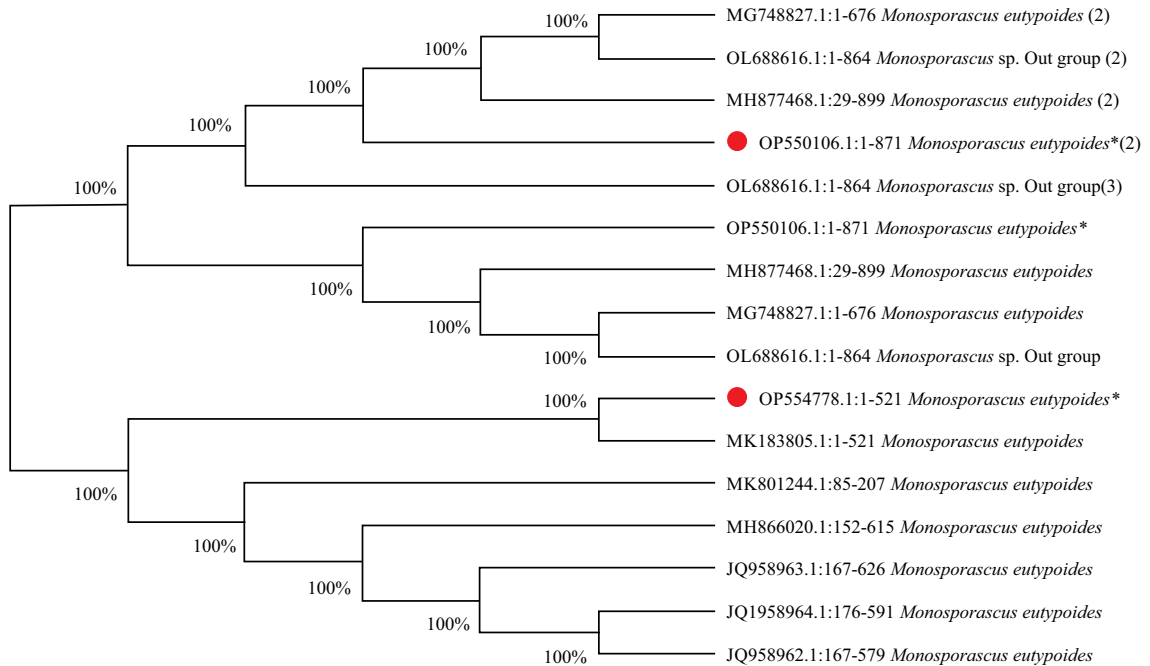 MG748827.1:1-676 Monosporascus eutypoides (2)
100%
OL688616.1:1-864 Monosporascus sp. Out group (2)
100%
MH877468.1:29-899 Monosporascus eutypoides (2)
100%
100%
OP550106.1:1-871 Monosporascus eutypoides*(2)
100%
OL688616.1:1-864 Monosporascus sp. Out group(3)
OP550106.1:1-871 Monosporascus eutypoides*
MH877468.1:29-899 Monosporascus eutypoides
100%
MG748827.1:1-676 Monosporascus eutypoides
100%
OL688616.1:1-864 Monosporascus sp. Out group
100%
OP554778.1:1-521 Monosporascus eutypoides*
100%
MK183805.1:1-521 Monosporascus eutypoides
MK801244.1:85-207 Monosporascus eutypoides
100%
MH866020.1:152-615 Monosporascus eutypoides
100%
JQ958963.1:167-626 Monosporascus eutypoides
100%
JQ1958964.1:176-591 Monosporascus eutypoides
100%
JQ958962.1:167-579 Monosporascus eutypoides
100%